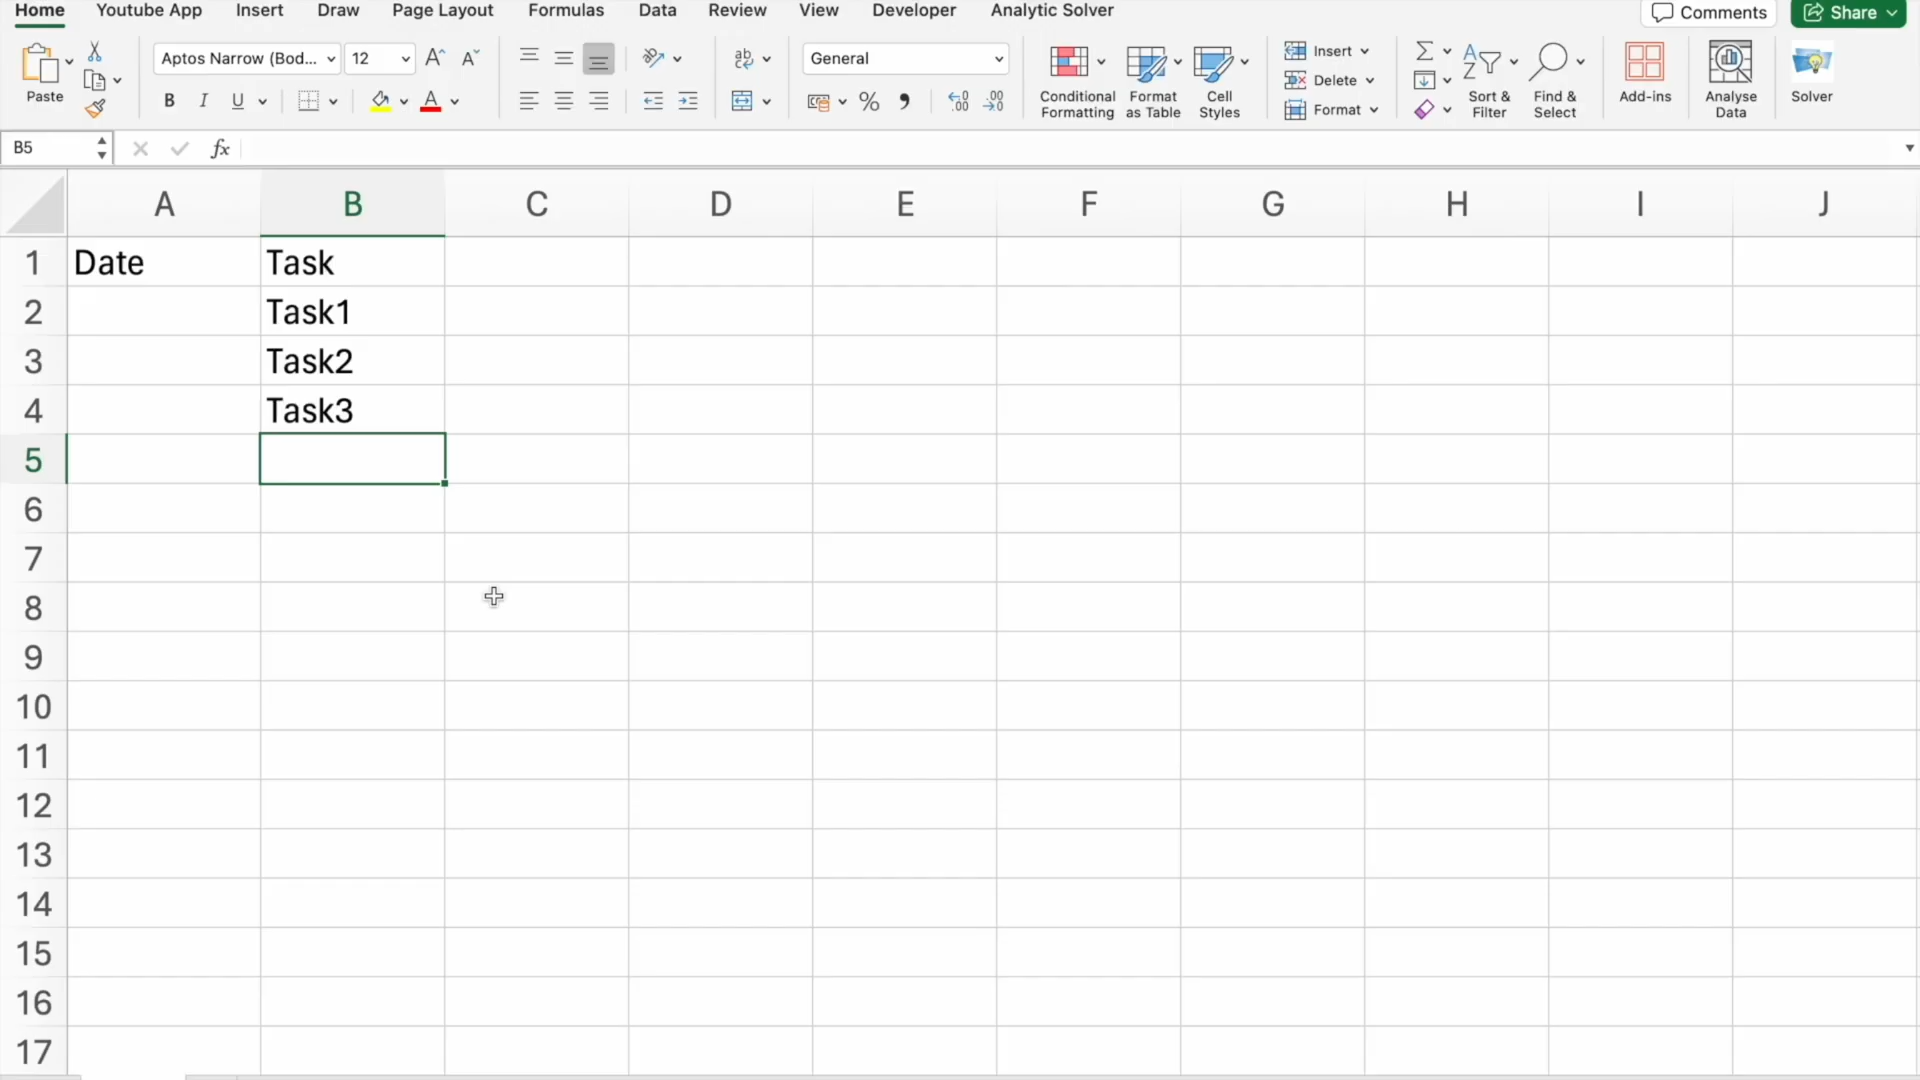 Home Youtube App Insert Draw Page Layout Formulas Data Review View Developer Analytic Solver Comments Share
Paste
Aptos Narrow (Bod... 12
B I U A
General
% 
Conditional Formatting
Format as Table
Cell Styles
Insert
Delete
Format
Sort & Filter
Find & Select
Add-ins
Analyse Data
Solver
B5 fx
A B C D E F G H I J
1 Date Task
2 Task1
3 Task2
4 Task3
5
6
7
8
9
10
11
12
13
14
15
16
17